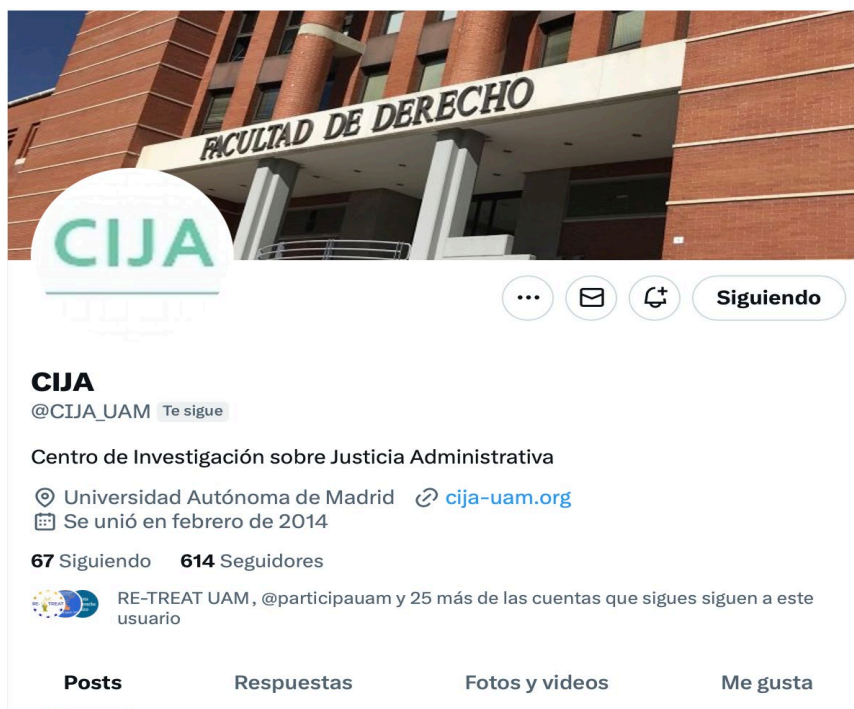 FACULTAD DE DERECHO
CIJA
Siguiendo
CIJA
@CIJA_UAM Te sigue
Centro de Investigación sobre Justicia Administrativa
Universidad Autónoma de Madrid cija-uam.org
Se unió en febrero de 2014
67 Siguiendo 614 Seguidores
RE-TREAT UAM, @participauam y 25 más de las cuentas que sigues siguen a este
usuario
Posts Respuestas Fotos y videos Me gusta